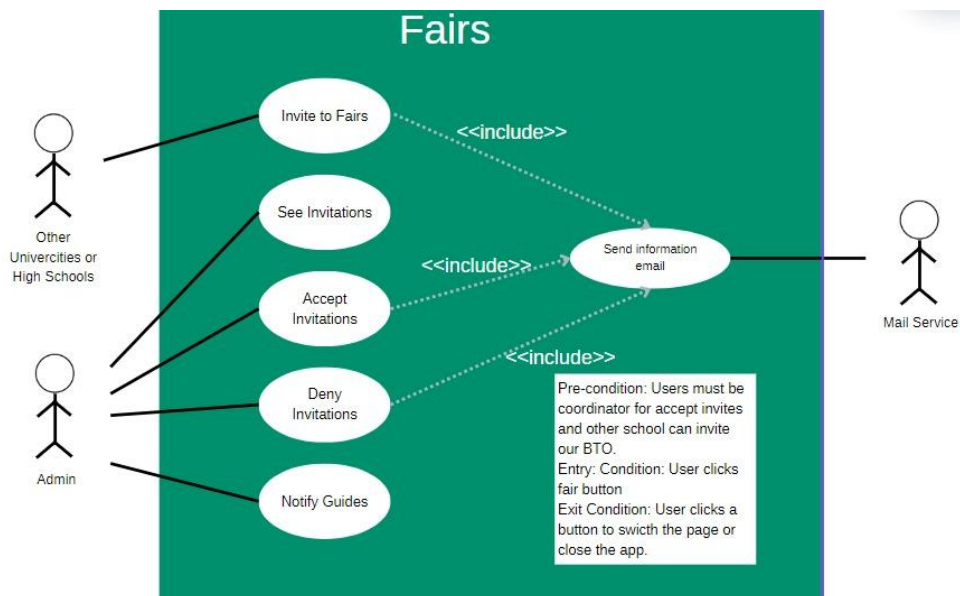 Fairs
Invite to Fairs
<<include>>
Other
Univercities or
High Schools
See Invitations
Send information
email
<<include>>
Accept
Invitations
Mail Service
<<include>>
Deny
Invitations
Admin
Notify Guides
Pre-condition: Users must be
coordinator for accept invites
and other school can invite
our BTO.
Entry: Condition: User clicks
fair button
Exit Condition: User clicks a
button to swicth the page or
close the app.